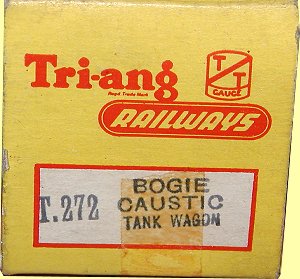 Tri-ang
Regd. Trade Mark
T/T
GAUGE
RAILWAYS
T.272
BOGIE
CAUSTIC
TANK WAGON